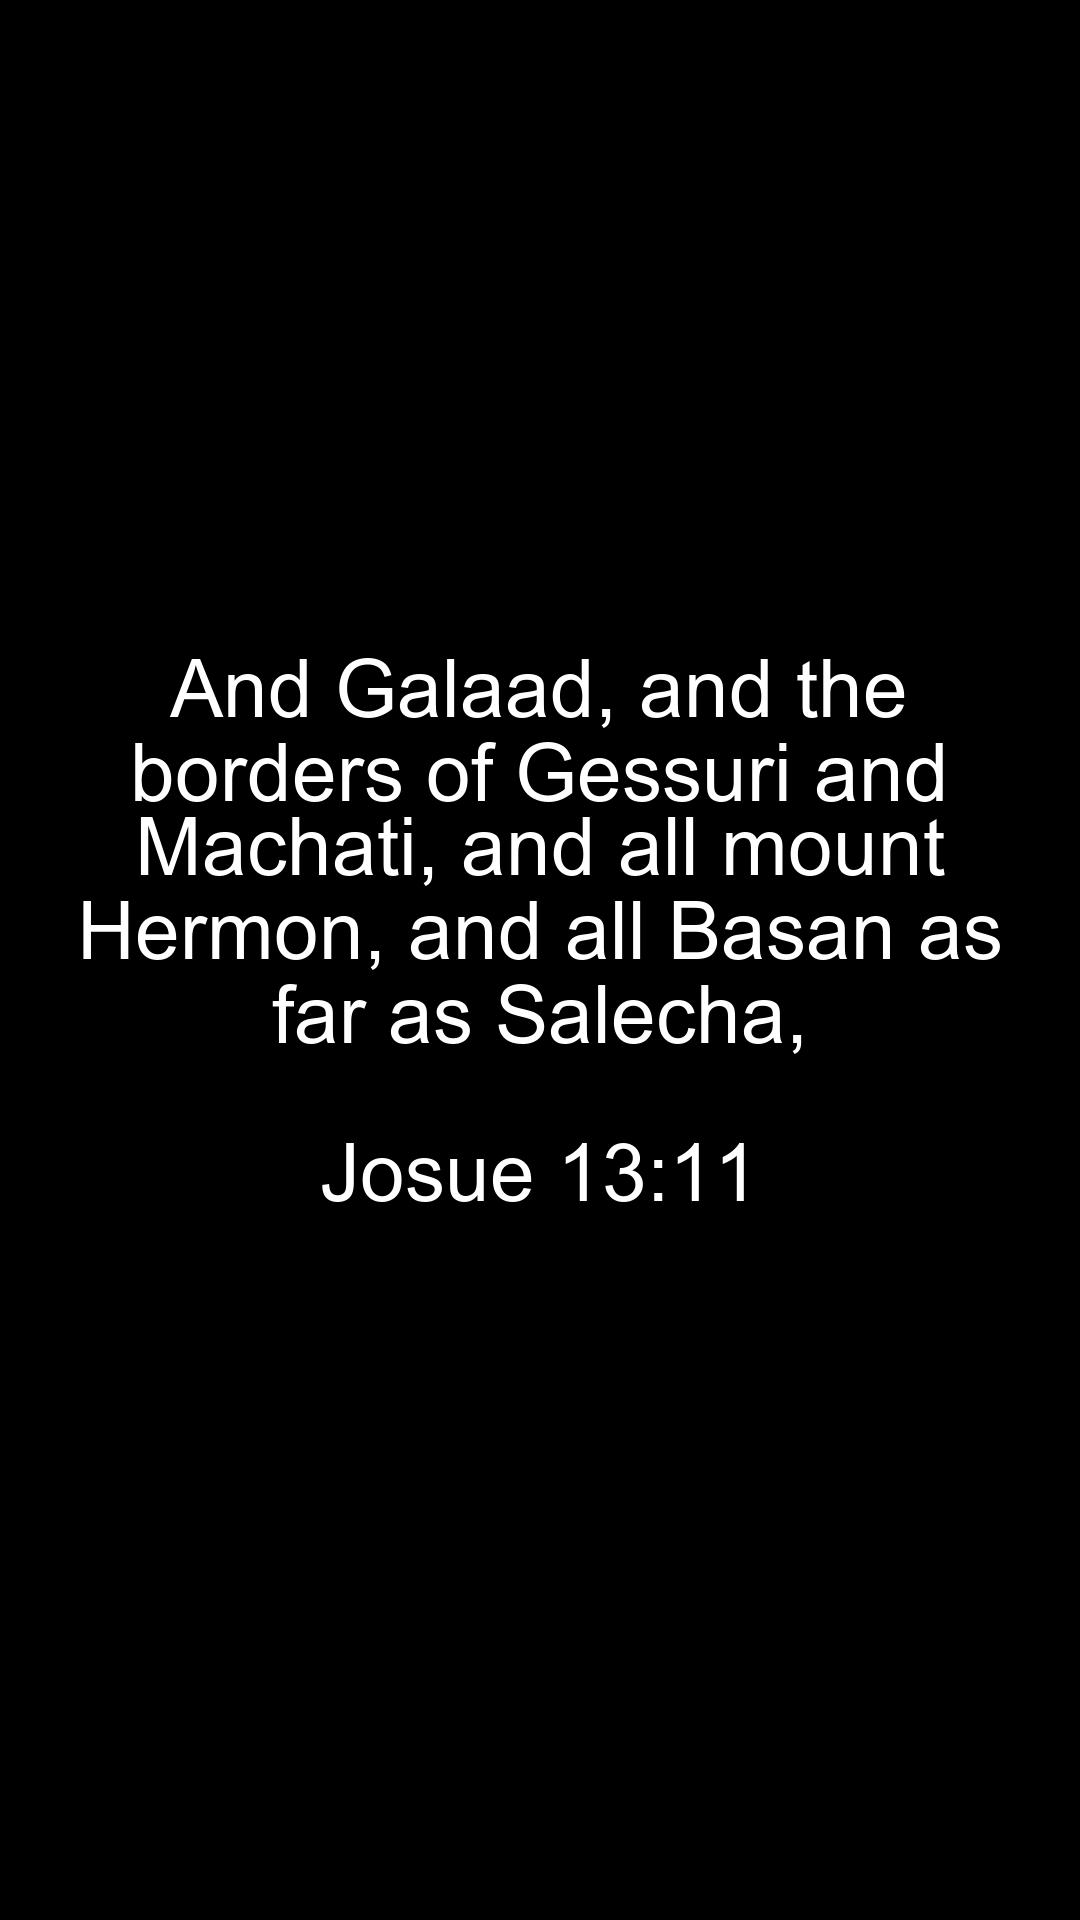 And Galaad, and the
borders of Gessuri and
Machati, and all mount
Hermon, and all Basan as
far as Salecha,
Josue 13:11